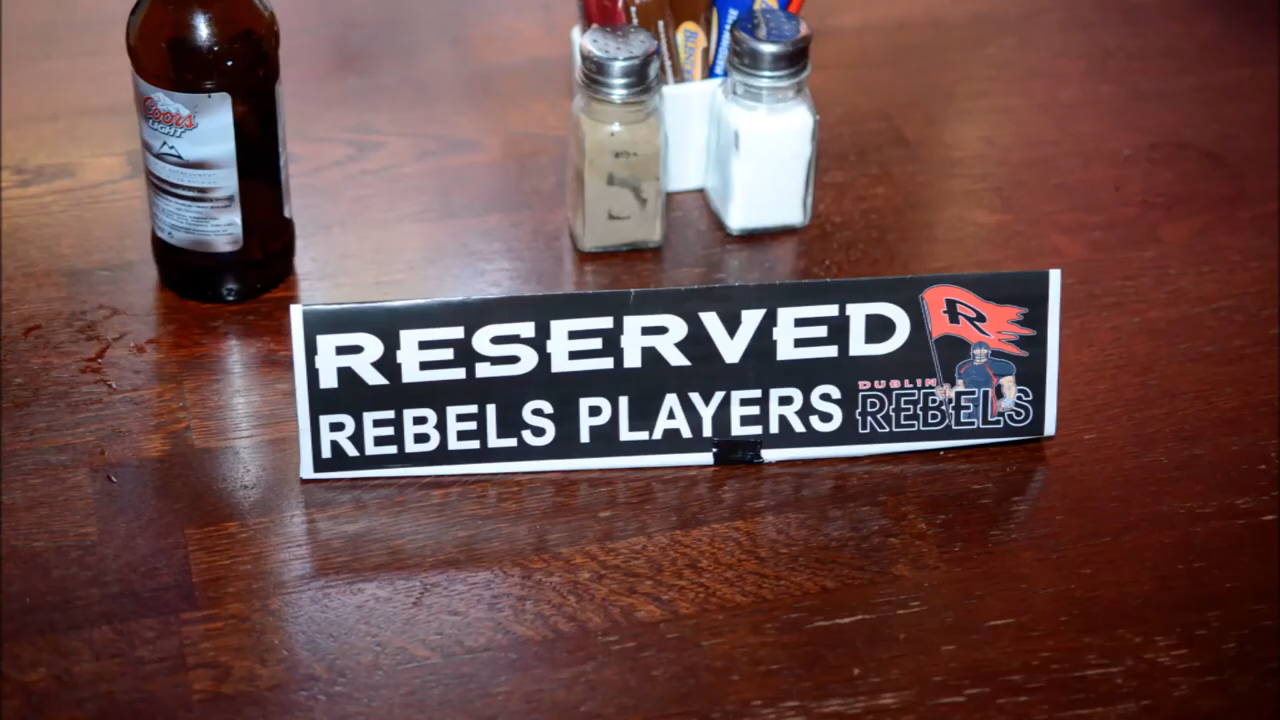 Coors
LIGHT
RESERVED
R
REBELS PLAYERS
DUBLIN
REBELS